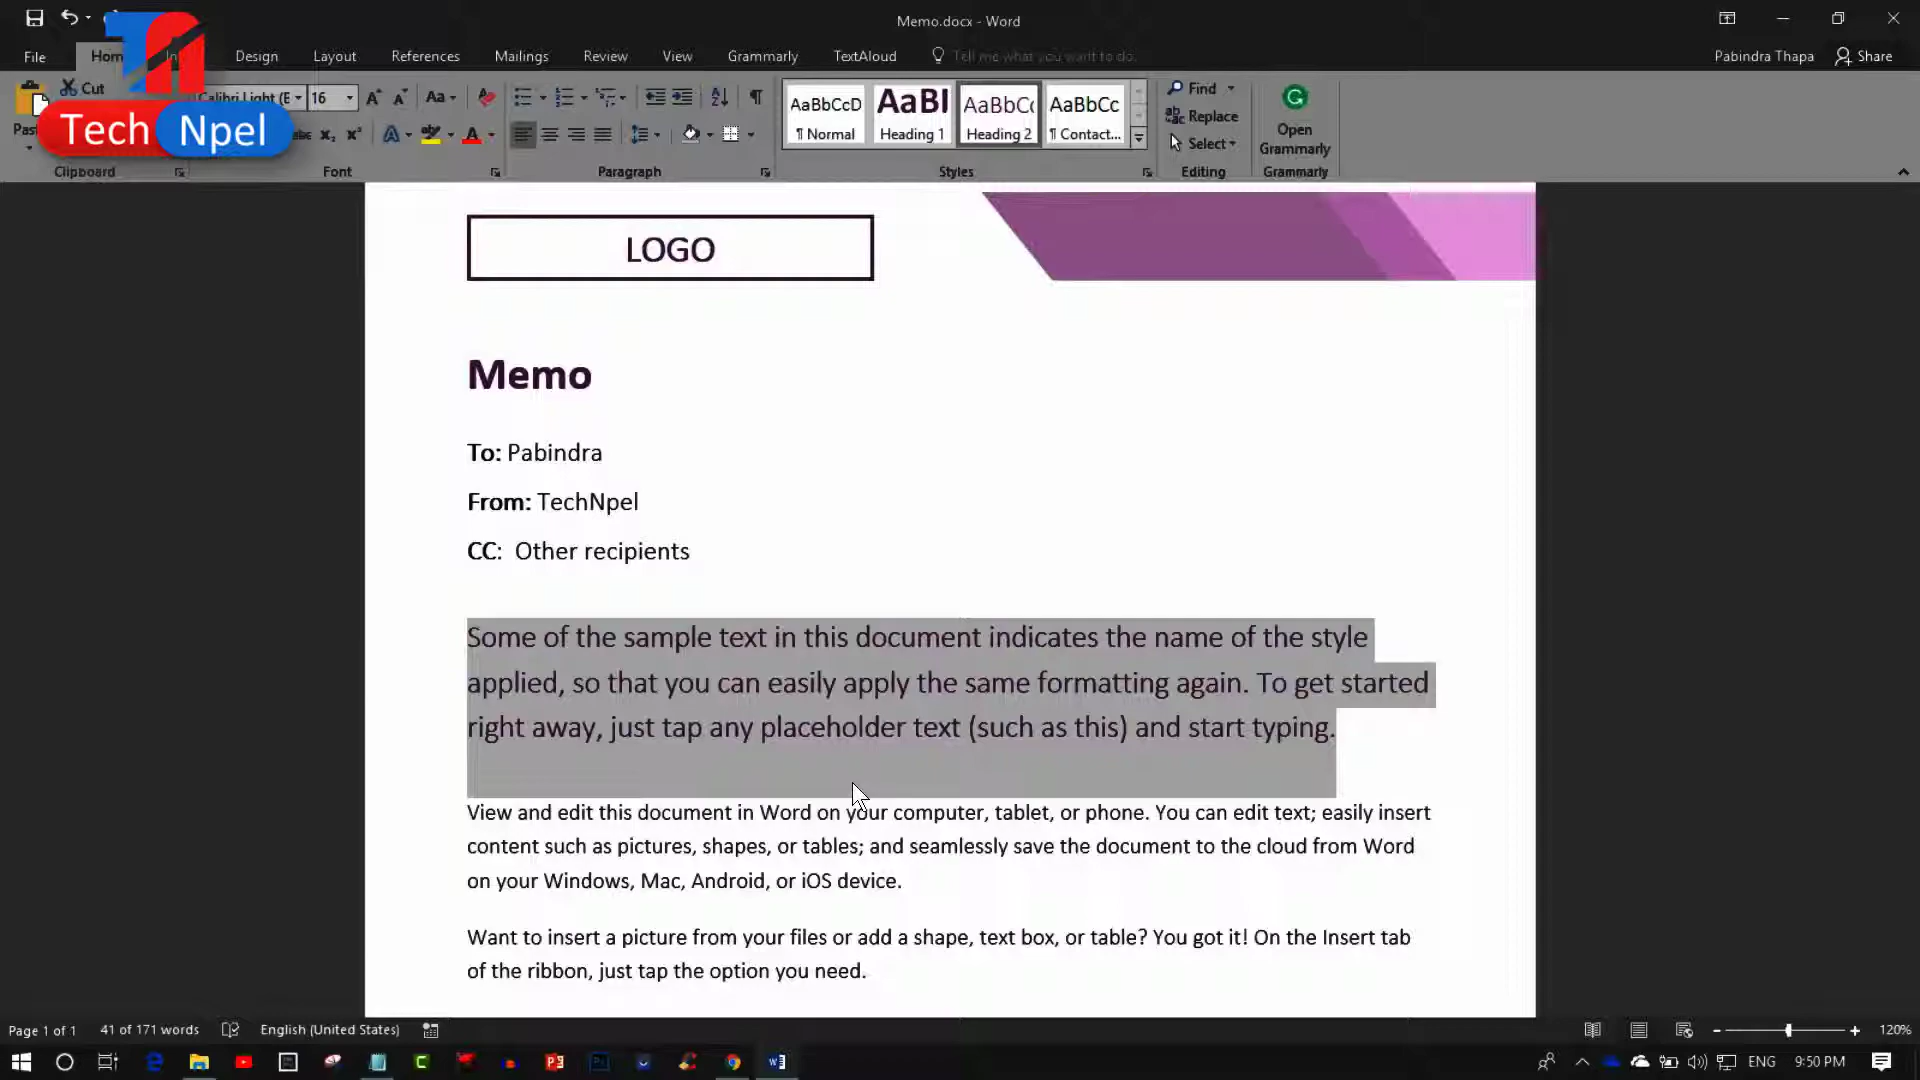 Memo.docx - Word
File
Design
Layout
References
Mailings
Review
View
Grammarly
TextAloud
Tell me what you want to do.
Pabindra Thapa
Share
Cut
Calibri Light (E
16
Aa
AaBbCcD
AaBl
AaBbCc
AaBbCc
Find
Replace
Select
¶ Normal
Heading 1
Heading 2
¶ Contact...
Open
Grammarly
Tech Npel
Clipboard
Font
Paragraph
Styles
Editing
Grammarly
LOGO
Memo
To: Pabindra
From: TechNpel
CC:  Other recipients
Some of the sample text in this document indicates the name of the style
applied, so that you can easily apply the same formatting again. To get started
right away, just tap any placeholder text (such as this) and start typing.
View and edit this document in Word on your computer, tablet, or phone. You can edit text; easily insert
content such as pictures, shapes, or tables; and seamlessly save the document to the cloud from Word
on your Windows, Mac, Android, or iOS device.
Want to insert a picture from your files or add a shape, text box, or table? You got it! On the Insert tab
of the ribbon, just tap the option you need.
Page 1 of 1
41 of 171 words
English (United States)
120%
ENG
9:50 PM